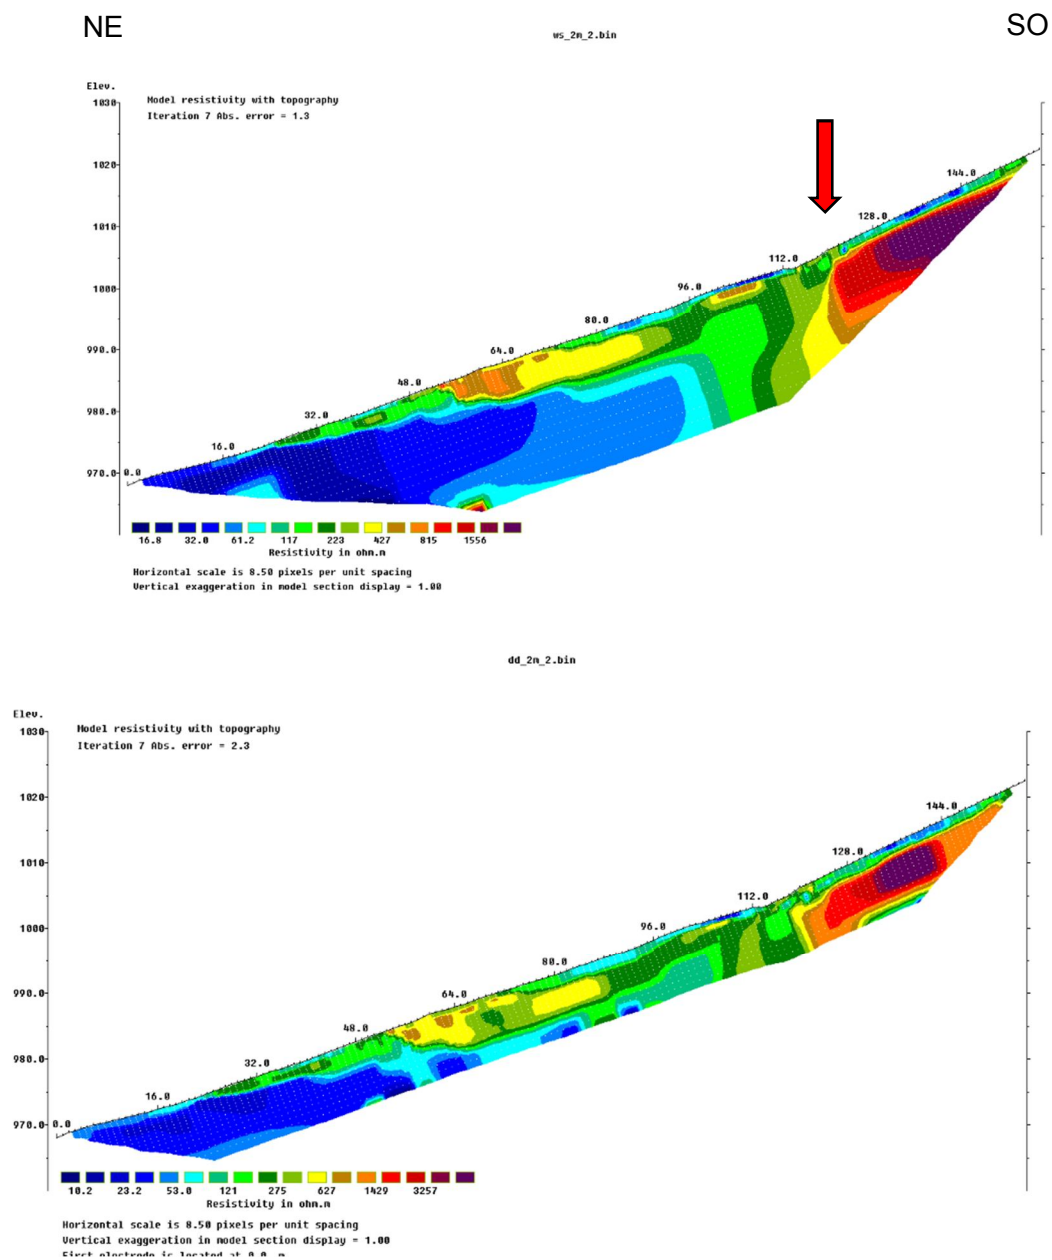 NE SO
ws_2m_2.bin
Elev.
Model resistivity with topography
1030
Iteration 7 Abs. error = 1.3
1020
144.0
128.0
1010
112.0
1000
96.0
80.0
990.0
64.0
48.0
980.0
32.0
16.0
970.0 0.0
16.8 32.0 61.2 117 223 427 815 1556
Resistivity in ohm.m
Horizontal scale is 8.50 pixels per unit spacing
Vertical exaggeration in model section display = 1.00
dd_2m_2.bin
Elev.
Model resistivity with topography
1030
Iteration 7 Abs. error = 2.3
1020
144.0
128.0
1010
112.0
1000
96.0
80.0
990.0
64.0
48.0
980.0
32.0
16.0
970.0 0.0
10.2 23.2 53.0 121 275 627 1429 3257
Resistivity in ohm.m
Horizontal scale is 8.50 pixels per unit spacing
Vertical exaggeration in model section display = 1.00
First electrode is located at 0.0 m.